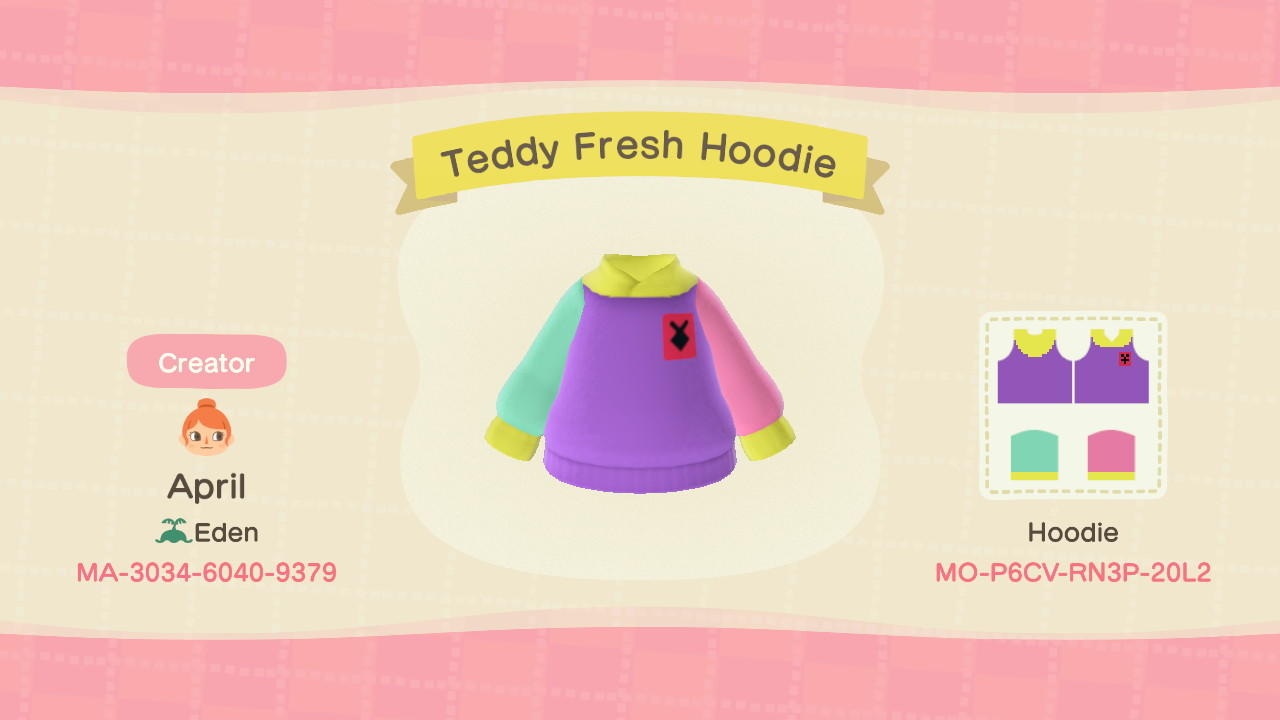 Teddy Fresh Hoodie
Creator
April
Eden
MA-3034-6040-9379
Hoodie
MO-P6CV-RN3P-20L2